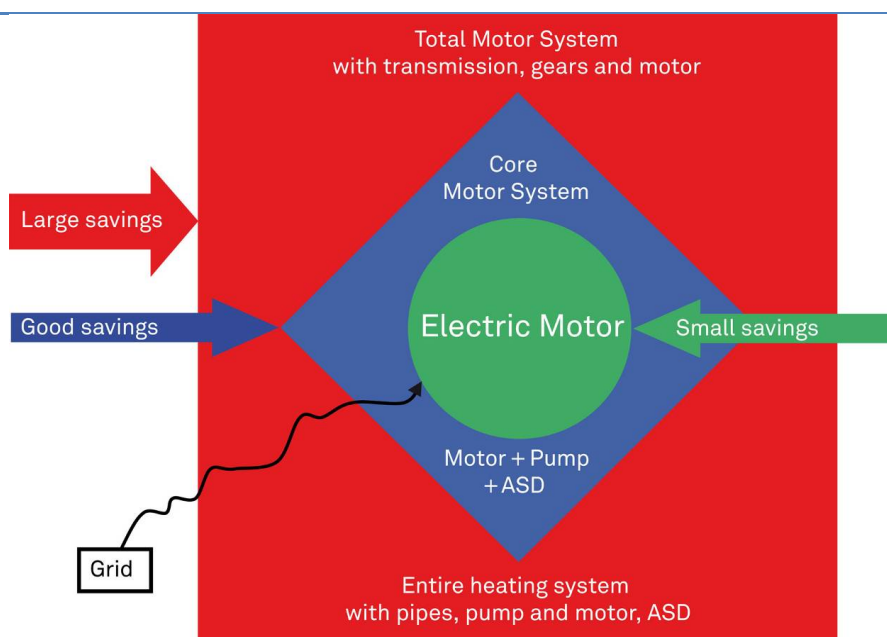 Total Motor System
with transmission, gears and motor
Core
Motor System
Large savings
Good savings
Electric Motor
Small savings
Motor + Pump
+ ASD
Grid
Entire heating system
with pipes, pump and motor, ASD